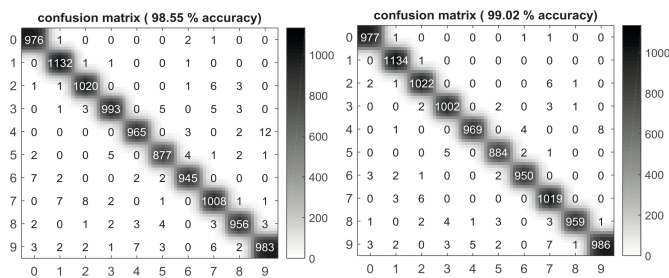 confusion matrix ( 98.55 % accuracy)
0 976 1 0 0 0 0 2 1 0 0
1 0 1132 1 1 0 0 0 1 0 0
2 1 1 1020 0 0 0 1 6 3 0
3 0 1 3 993 0 5 0 5 3 0
4 0 0 0 0 965 0 3 0 2 12
5 2 0 0 5 0 877 4 1 2 1
6 7 2 0 0 2 2 945 0 0 0
7 0 7 8 2 0 1 0 1008 1 1
8 2 0 1 2 3 4 0 3 956 3
9 3 2 2 1 7 3 0 6 2 983
0 1 2 3 4 5 6 7 8 9
1000
800
600
400
200
0
confusion matrix ( 99.02 % accuracy)
0 977 1 0 0 0 0 1 1 0 0
1 0 1134 1 0 0 0 0 0 0 0
2 2 1 1022 0 0 0 0 6 1 0
3 0 0 2 1002 0 2 0 3 1 0
4 0 1 0 0 969 0 4 0 0 8
5 0 0 0 5 0 884 2 1 0 0
6 3 2 1 0 0 2 950 0 0 0
7 0 3 6 0 0 0 0 1019 0 0
8 1 0 2 4 1 3 0 3 959 1
9 3 2 0 3 5 2 0 7 1 986
0 1 2 3 4 5 6 7 8 9
1000
800
600
400
200
0